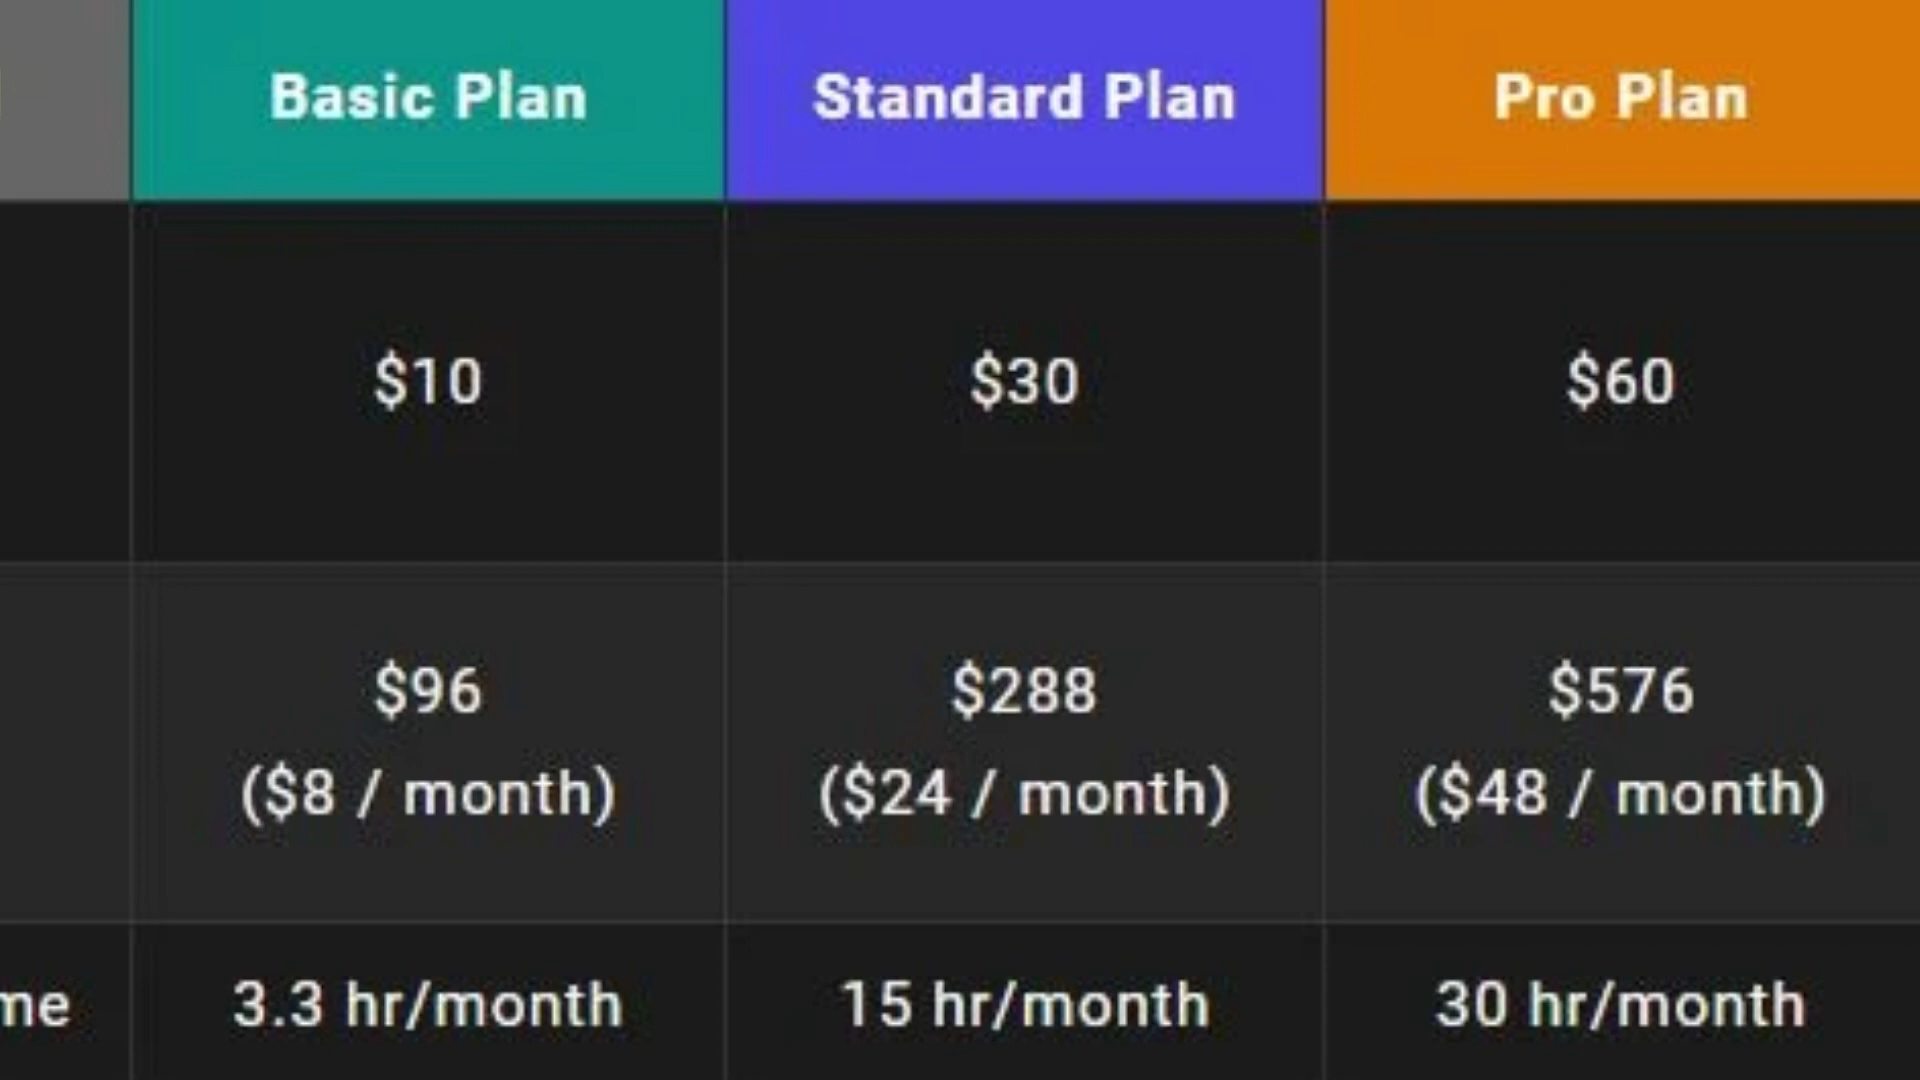 Basic Plan Standard Plan Pro Plan
$10 $30 $60
$96 $288 $576
($8 / month) ($24 / month) ($48 / month)
me 3.3 hr/month 15 hr/month 30 hr/month